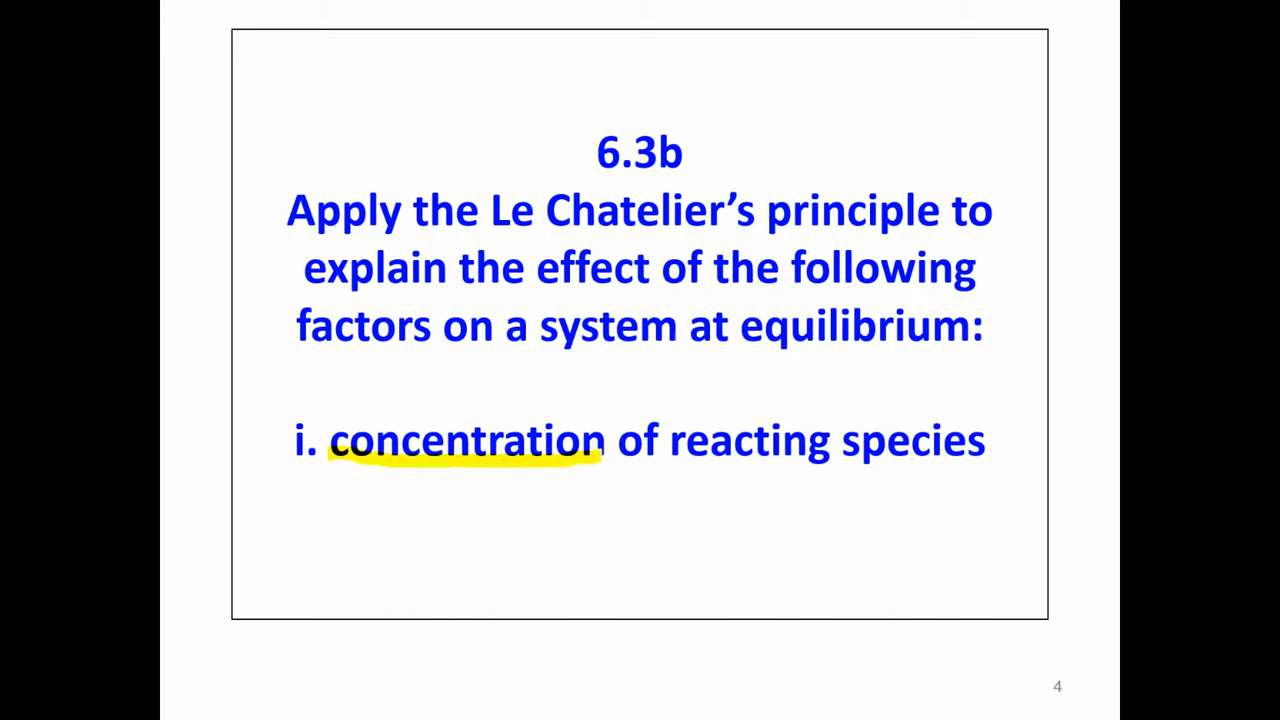 6.3b
Apply the Le Chatelier’s principle to
explain the effect of the following
factors on a system at equilibrium:
i. concentration of reacting species
4